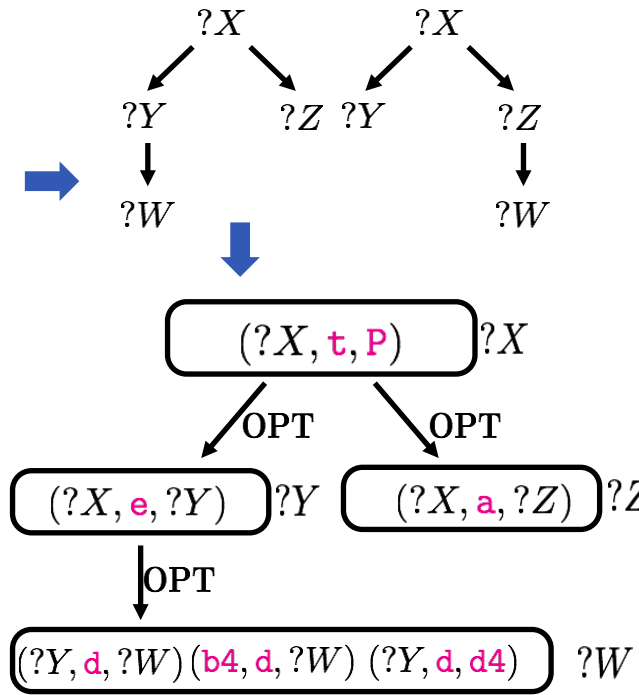 ?X ?X
?Y ?Z ?Y ?Z
?W ?W
(?X, t, P) ?X
OPT OPT
(?X, e, ?Y) ?Y (?X, a, ?Z) ?Z
OPT
(?Y, d, ?W) (b4, d, ?W) (?Y, d, d4) ?W